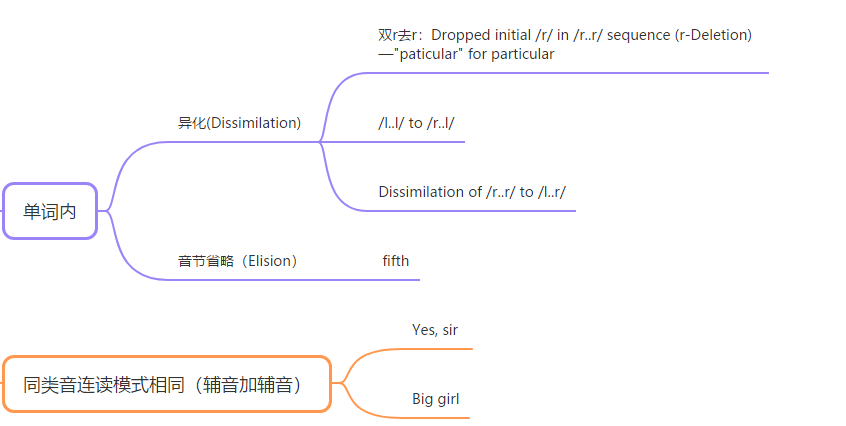 双r去r：Dropped initial /r/ in /r..r/ sequence (r-Deletion)
—"paticular" for particular
异化(Dissimilation)
/l..l/ to /r..l/
Dissimilation of /r..r/ to /l..r/
单词内
音节省略（Elision）
fifth
Yes, sir
同类音连读模式相同（辅音加辅音）
Big girl